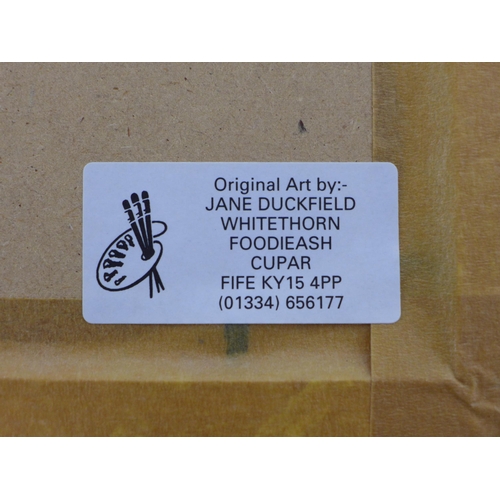 Original Art by:-
JANE DUCKFIELD
WHITETHORN
FOODIEASH
CUPAR
FIFE KY15 4PP
(01334) 656177